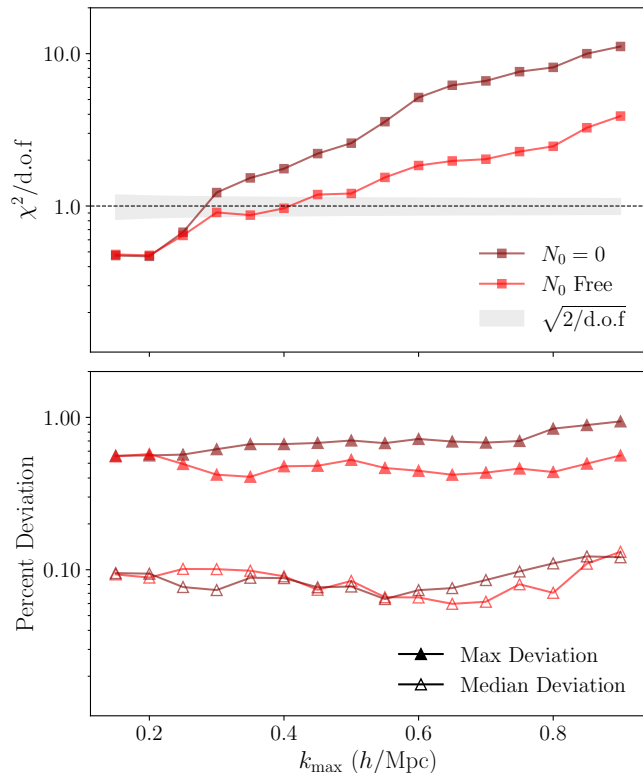 10.0
1.0
χ²/d.o.f
N₀ = 0
N₀ Free
√2/d.o.f
1.00
0.10
Percent Deviation
Max Deviation
Median Deviation
0.2 0.4 0.6 0.8
k_max (h/Mpc)